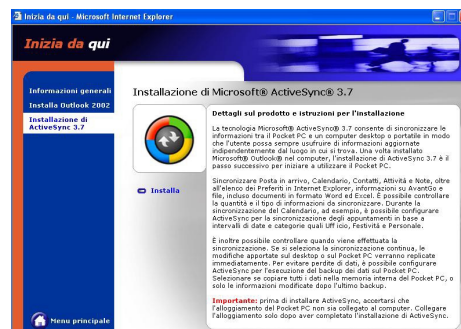 Inizia da qui - Microsoft Internet Explorer
Inizia da qui
Informazioni generali
Installa Outlook 2002
Installazione di
ActiveSync 3.7
Menu principale
Installazione di Microsoft® ActiveSync® 3.7
Installa
Dettagli sul prodotto e istruzioni per l'installazione
La tecnologia Microsoft® ActiveSync® 3.7 consente di sincronizzare le
informazioni tra il Pocket PC e un computer desktop o portatile in modo
che l'utente possa sempre usufruire di informazioni aggiornate
indipendentemente dal luogo in cui si trova. Una volta installato
Microsoft® Outlook® nel computer, l'installazione di ActiveSync® 3.7 è il
passo successivo per iniziare a utilizzare il Pocket PC.
Sincronizzare Posta in arrivo, Calendario, Contatti, Attività e Note, oltre
all'elenco dei Preferiti in Internet Explorer, informazioni su AvantGo e
file, incluso documenti in formato Word ed Excel. È possibile controllare
la quantità e il tipo di informazioni da sincronizzare. Durante la
sincronizzazione del Calendario, ad esempio, è possibile configurare
ActiveSync per la sincronizzazione degli appuntamenti in base a
intervalli di date e categorie quali Uff icio, Festività e Personale.
È inoltre possibile controllare quando viene effettuata la
sincronizzazione. Se si seleziona la sincronizzazione continua, le
modifiche apportate sul desktop o sul Pocket PC verranno replicate
immediatamente. Per evitare perdite di dati, è possibile configurare
ActiveSync per l'esecuzione del backup dei dati sul Pocket PC.
Selezionare se copiare tutti i dati nella memoria interna del Pocket PC, o
solo le informazioni modificate dopo l'ultimo backup.
Importante: prima di installare ActiveSync, accertarsi che
l'alloggiamento del Pocket PC non sia collegato al computer. Collegare
l'alloggiamento solo dopo aver completato l'installazione di ActiveSync.